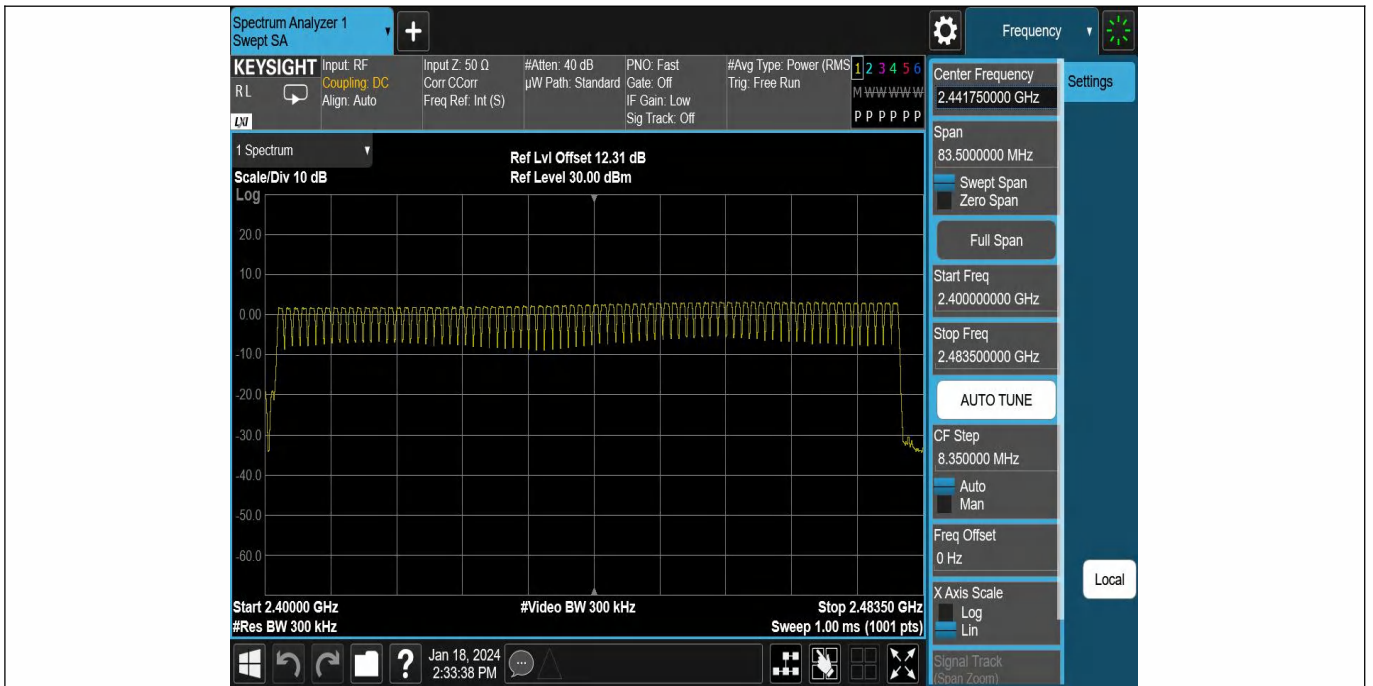 Spectrum Analyzer 1
Swept SA
+
Frequency
KEYSIGHT
RL
LXI
Input: RF
Coupling: DC
Align: Auto
Input Z: 50 Ω
Corr CCorr
Freq Ref: Int (S)
#Atten: 40 dB
µW Path: Standard
PNO: Fast
Gate: Off
IF Gain: Low
Sig Track: Off
#Avg Type: Power (RMS
Trig: Free Run
1 2 3 4 5 6
M W W W W W
P P P P P P
Center Frequency
2.441750000 GHz
Settings
1 Spectrum
Scale/Div 10 dB
Ref Lvl Offset 12.31 dB
Ref Level 30.00 dBm
Log
20.0
10.0
0.00
-10.0
-20.0
-30.0
-40.0
-50.0
-60.0
Start 2.40000 GHz
#Res BW 300 kHz
#Video BW 300 kHz
Stop 2.48350 GHz
Sweep 1.00 ms (1001 pts)
Span
83.5000000 MHz
Swept Span
Zero Span
Full Span
Start Freq
2.400000000 GHz
Stop Freq
2.483500000 GHz
AUTO TUNE
CF Step
8.350000 MHz
Auto
Man
Freq Offset
0 Hz
X Axis Scale
Log
Lin
Signal Track
(Span Zoom)
Local
?
Jan 18, 2024
2:33:38 PM